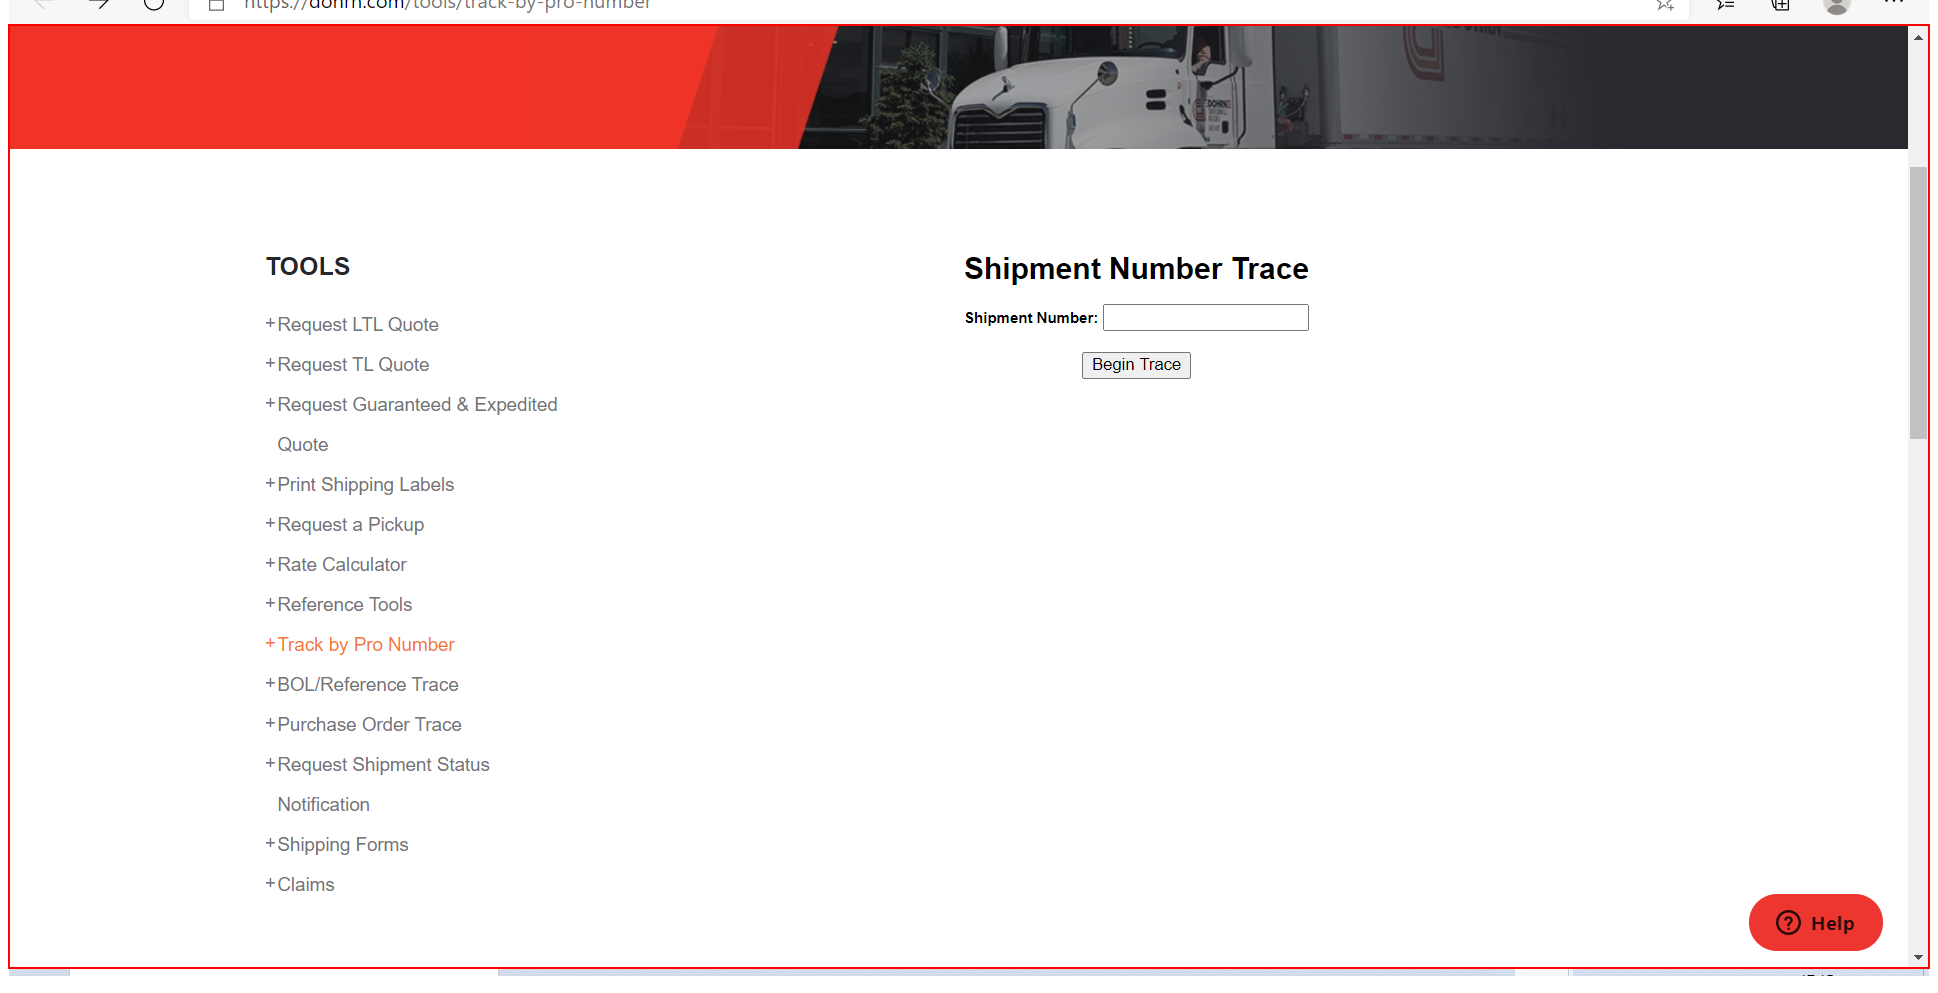 https://dohrn.com/tools/track-by-pro-number
DOHRN
TOOLS
+Request LTL Quote
+Request TL Quote
+Request Guaranteed & Expedited
Quote
+Print Shipping Labels
+Request a Pickup
+Rate Calculator
+Reference Tools
+Track by Pro Number
+BOL/Reference Trace
+Purchase Order Trace
+Request Shipment Status
Notification
+Shipping Forms
+Claims
Shipment Number Trace
Shipment Number:
Begin Trace
? Help